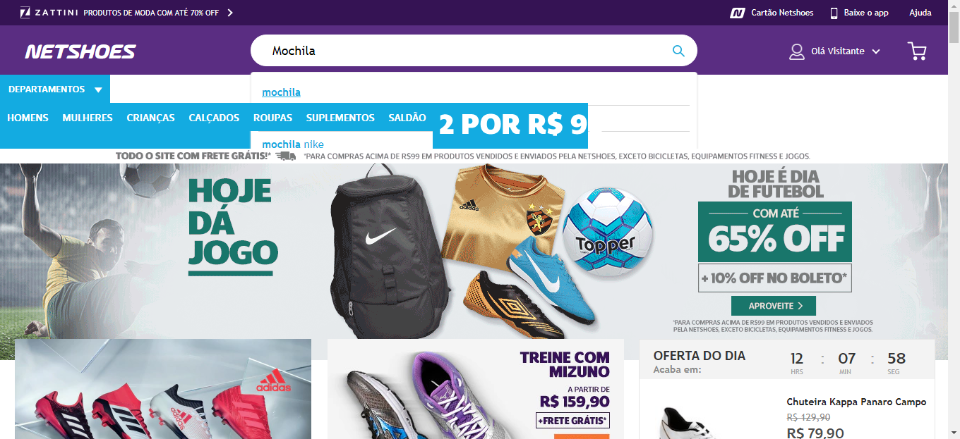 ZATTINI PRODUTOS DE MODA COM ATÉ 70% OFF
Cartão Netshoes
Baixe o app
Ajuda
NETSHOES
Mochila
Olá Visitante
DEPARTAMENTOS
mochila
HOMENS MULHERES CRIANÇAS CALÇADOS ROUPAS SUPLEMENTOS SALDÃO
2 POR R$ 9
mochila nike
TODO O SITE COM FRETE GRÁTIS!* *PARA COMPRAS ACIMA DE R$99 EM PRODUTOS VENDIDOS E ENVIADOS PELA NETSHOES, EXCETO BICICLETAS, EQUIPAMENTOS FITNESS E JOGOS.
HOJE
DÁ
JOGO
adidas
Topper
HOJE É DIA
DE FUTEBOL
COM ATÉ
65% OFF
+10% OFF NO BOLETO*
APROVEITE
*PARA COMPRAS ACIMA DE R$99 EM PRODUTOS VENDIDOS E ENVIADOS
PELA NETSHOES, EXCETO BICICLETAS, EQUIPAMENTOS FITNESS E JOGOS.
adidas
TREINE COM
MIZUNO
A PARTIR DE
R$ 159,90
+FRETE GRÁTIS*
OFERTA DO DIA
Acaba em:
12 : 07 : 58
HRS MIN SEG
Chuteira Kappa Panaro Campo
R$ 129,90
R$ 79,90